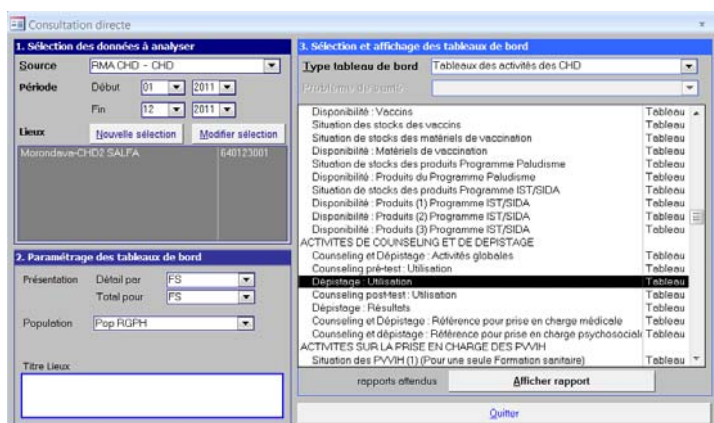 Consultation directe
1. Sélection des données à analyser
Source RMA CHD - CHD
Période Début 01 2011
Fin 12 2011
Lieux Nouvelle sélection Modifier sélection
Morondava-CHD2 SALFA 640123001
2. Paramétrage des tableaux de bord
Présentation Détail par FS
Total pour FS
Population Pop RGPH
Titre Lieux
3. Sélection et affichage des tableaux de bord
Type tableau de bord Tableaux des activités des CHD
Problème de santé
Disponibilité : Vaccins Tableau
Situation des stocks des vaccins Tableau
Situation de stocks des matériels de vaccination Tableau
Disponibilité : Matériels de vaccination Tableau
Situation de stocks des produits Programme Paludisme Tableau
Disponibilité : Produits du Programme Paludisme Tableau
Situation de stocks des produits Programme IST/SIDA Tableau
Disponibilité : Produits (1) Programme IST/SIDA Tableau
Disponibilité : Produits (2) Programme IST/SIDA Tableau
Disponibilité : Produits (3) Programme IST/SIDA Tableau
ACTIVITES DE COUNSELING ET DE DEPISTAGE
Counseling et Dépistage : Activités globales Tableau
Counseling pré-test : Utilisation Tableau
Dépistage : Utilisation Tableau
Counseling post-test : Utilisation Tableau
Dépistage : Résultats Tableau
Counseling et Dépistage : Référence pour prise en charge médicale Tableau
Counseling et dépistage : Référence pour prise en charge psychosociale Tableau
ACTIVITES SUR LA PRISE EN CHARGE DES PVVIH
Situation des PVVIH (1) (Pour une seule Formation sanitaire) Tableau
rapports attendus Afficher rapport
Quitter